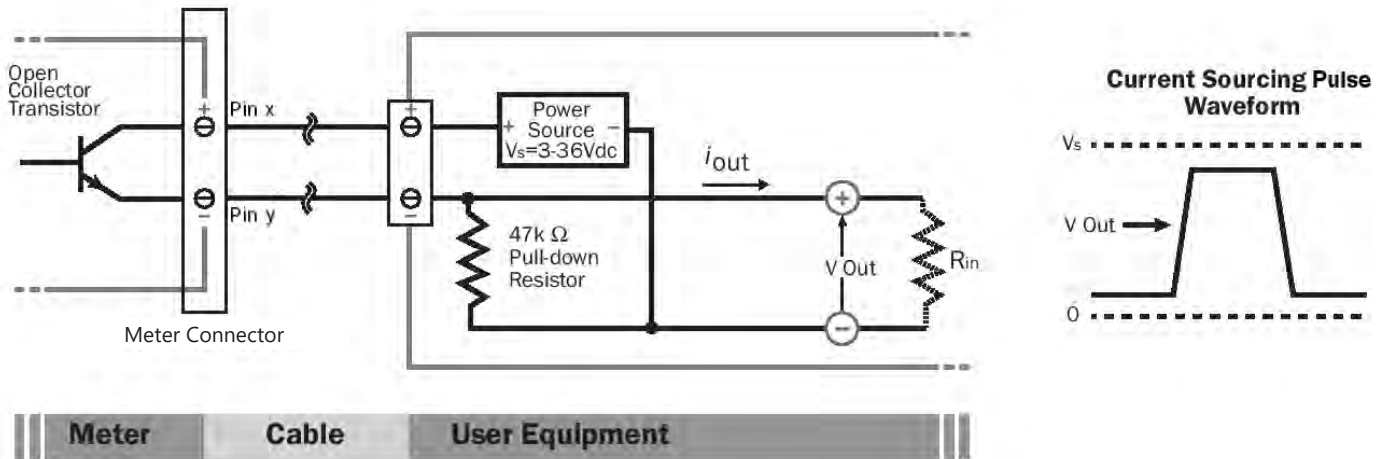 Open
Collector
Transistor
+
Pin x
-
Pin y
Meter Connector
+
-
+ Power -
Source
Vs=3-36Vdc
47k Ω
Pull-down
Resistor
iout
+
V Out
-
Rin
Current Sourcing Pulse
Waveform
Vs
V Out
0
Meter
Cable
User Equipment